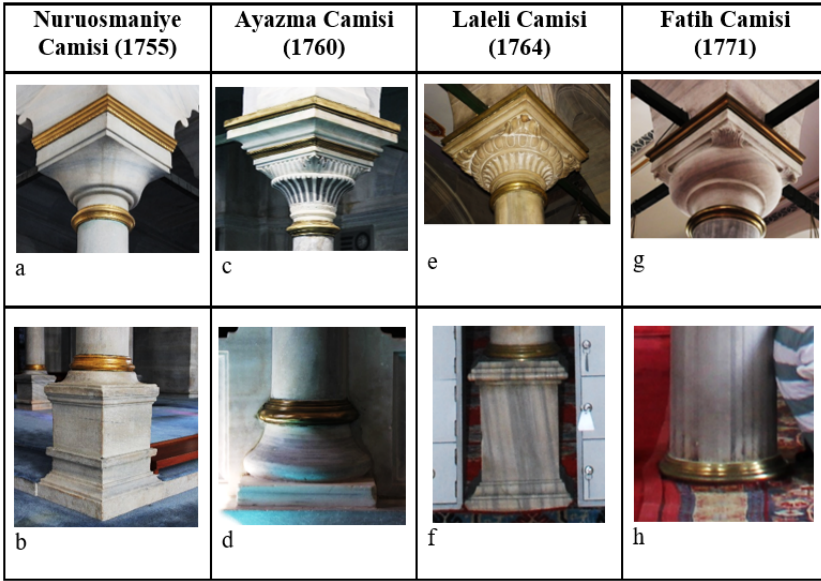 Nuruosmaniye
Camisi (1755)
Ayazma Camisi
(1760)
Laleli Camisi
(1764)
Fatih Camisi
(1771)
a
c
e
g
b
d
f
h